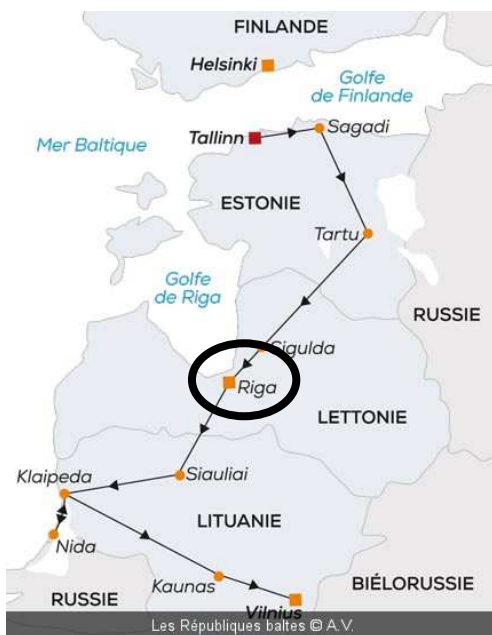 FINLANDE
Helsinki
Golfe
de Finlande
Tallinn
Sagadi
Mer Baltique
ESTONIE
Tartu
Golfe
de Riga
RUSSIE
Sigulda
Riga
LETTONIE
Klaipeda
Siauliai
LITUANIE
Nida
Kaunas
BIÉLORUSSIE
RUSSIE
Vilnius
Les Républiques baltes © A.V.